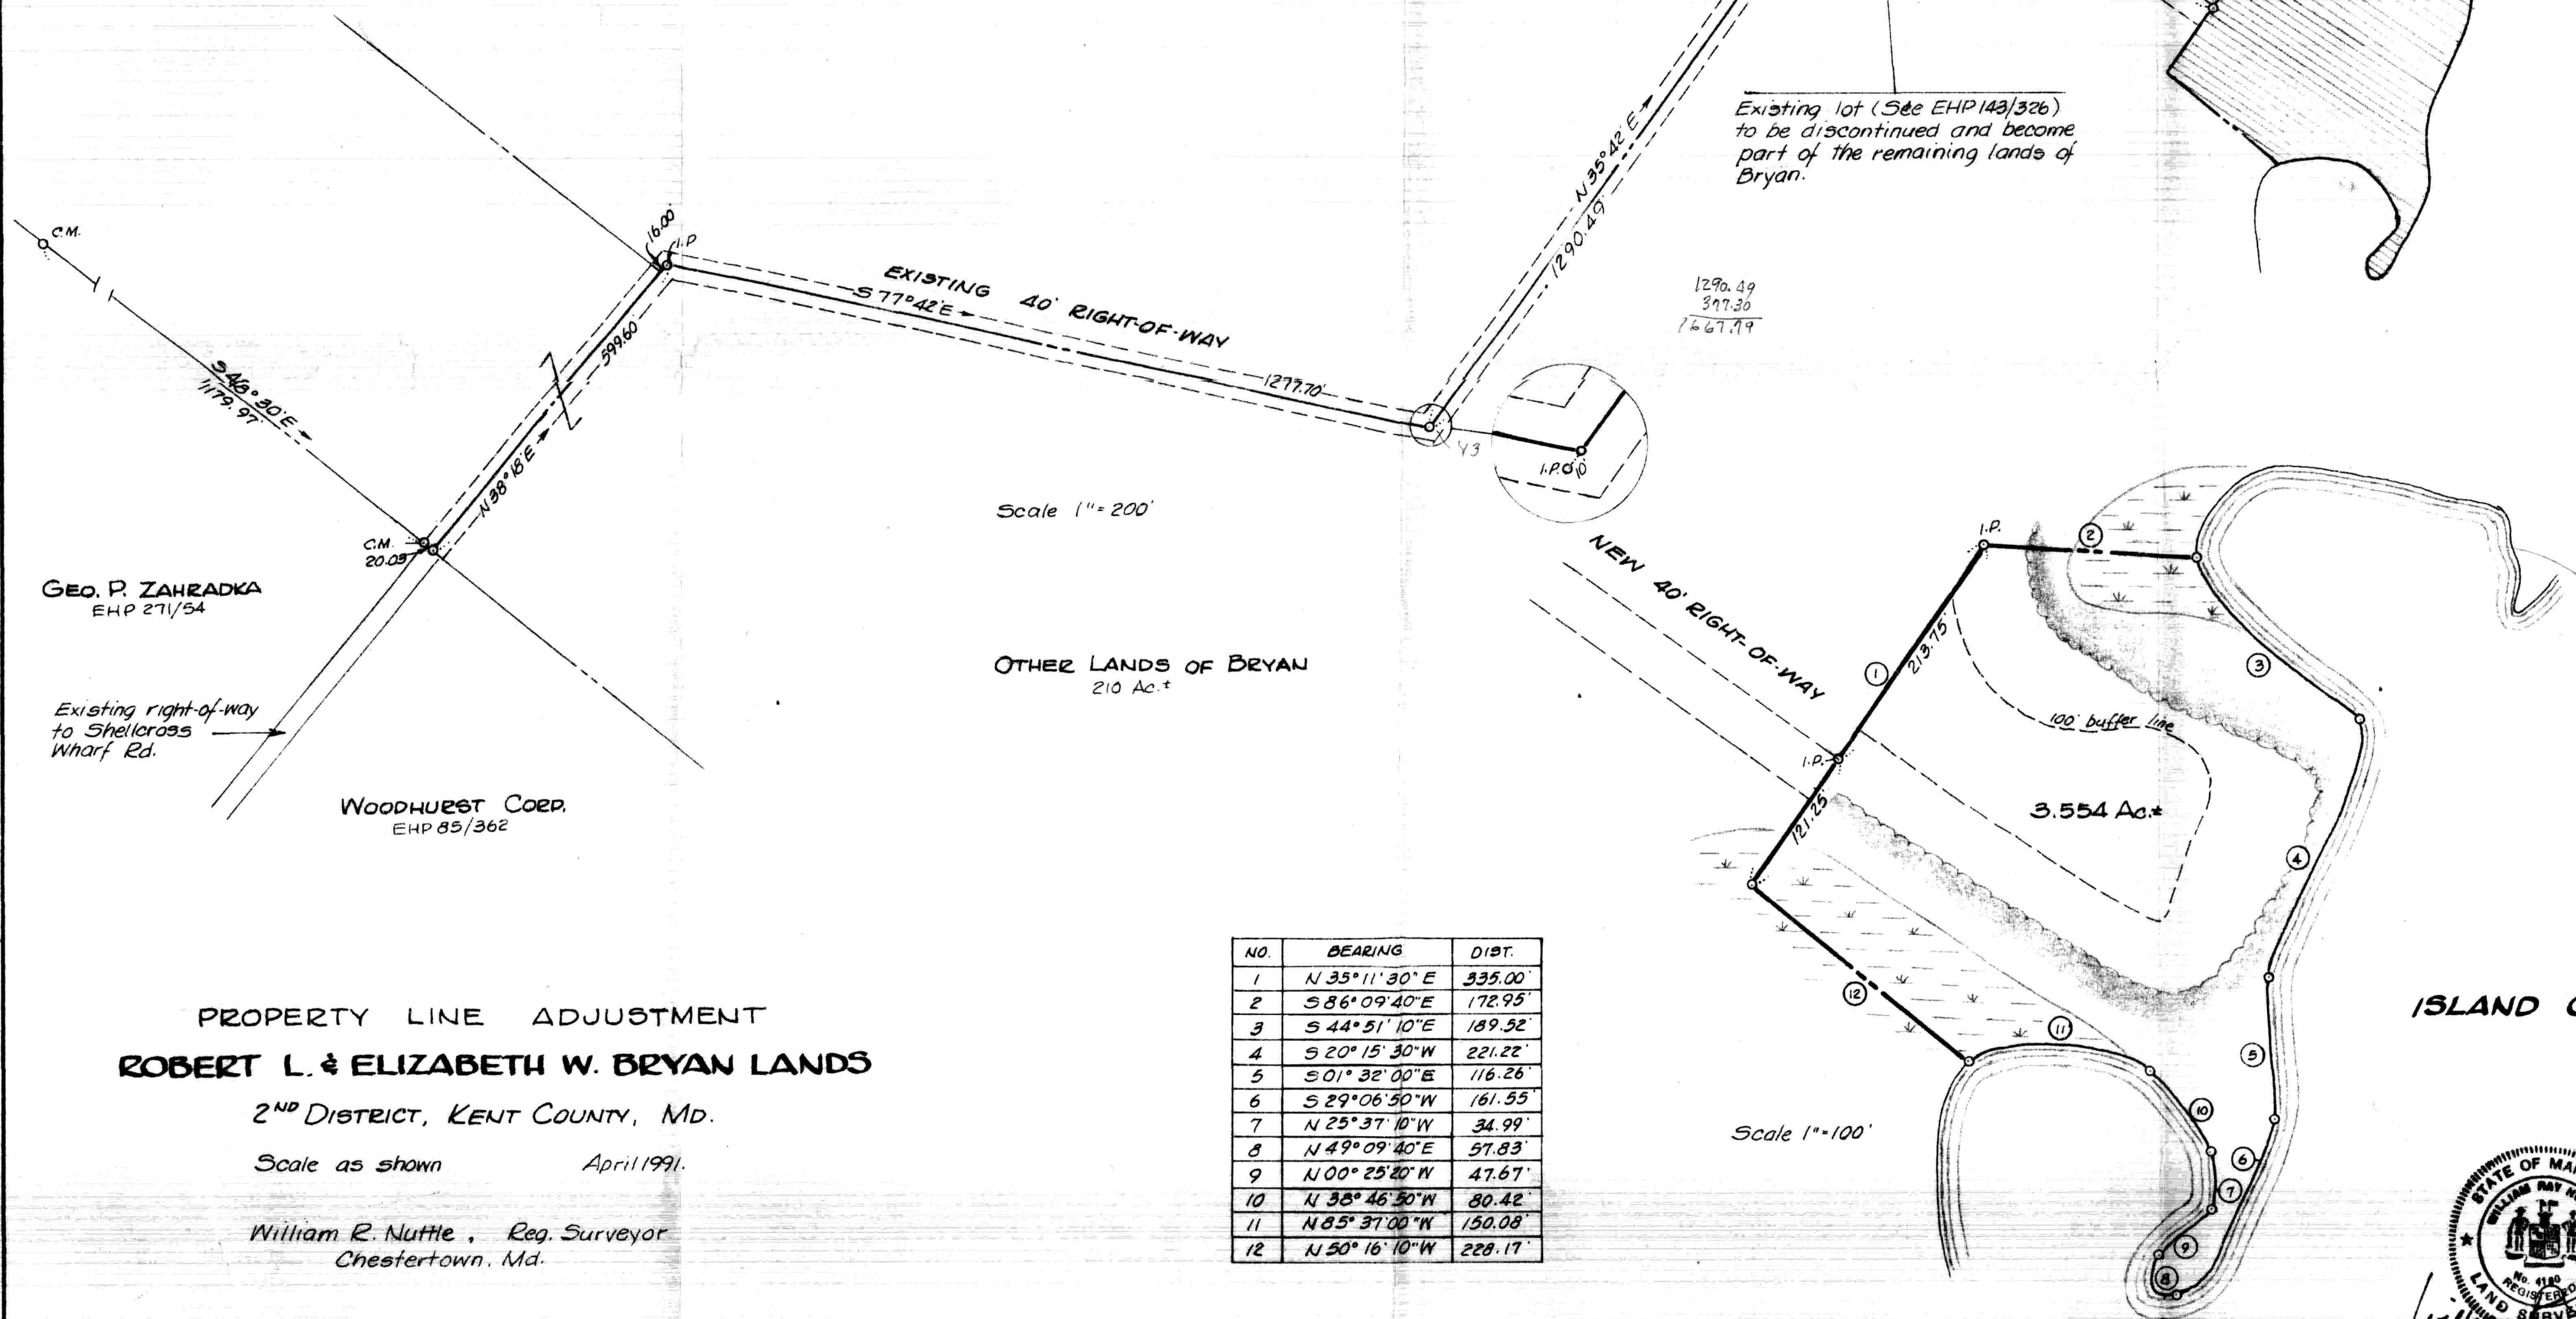 C.M.
S 48° 30' E
1179.97'
16.00'
I.P.
599.60'
N 38° 18' E
C.M.
20.03
EXISTING 40' RIGHT-OF-WAY
S 77° 42' E
1277.70'
N 35° 42' E
1290.49'
Existing lot (See EHP 143/326)
to be discontinued and become
part of the remaining lands of
Bryan.
1290.49
377.30
1667.79
43
I.P. 10'
Scale 1" = 200'
GEO. P. ZAHRADKA
EHP 271/54
Existing right-of-way
to Shellcross
Wharf Rd.
WOODHURST CORP.
EHP 85/362
OTHER LANDS OF BRYAN
210 Ac.±
NEW 40' RIGHT-OF-WAY
I.P.
2
1
213.75'
3
100' buffer line
I.P.
121.25'
3.554 Ac.±
4
12
11
5
10
6
7
9
8
ISLAND
Scale 1"=100'
PROPERTY LINE ADJUSTMENT
ROBERT L. & ELIZABETH W. BRYAN LANDS
2ND DISTRICT, KENT COUNTY, MD.
Scale as shown April 1991.
William R. Nuttle, Reg. Surveyor
Chestertown, Md.
NO. BEARING DIST.
1 N 35° 11' 30" E 335.00'
2 S 86° 09' 40" E 172.95'
3 S 44° 51' 10" E 189.52'
4 S 20° 15' 30" W 221.22'
5 S 01° 32' 00" E 116.26'
6 S 29° 06' 50" W 161.55'
7 N 25° 37' 10" W 34.99'
8 N 49° 09' 40" E 57.83'
9 N 00° 25' 20" W 47.67'
10 N 38° 46' 50" W 80.42'
11 N 85° 37' 00" W 150.08'
12 N 50° 16' 10" W 228.17'
STATE OF
WILLIAM RAY
No. 4180
REGISTERED
LAND